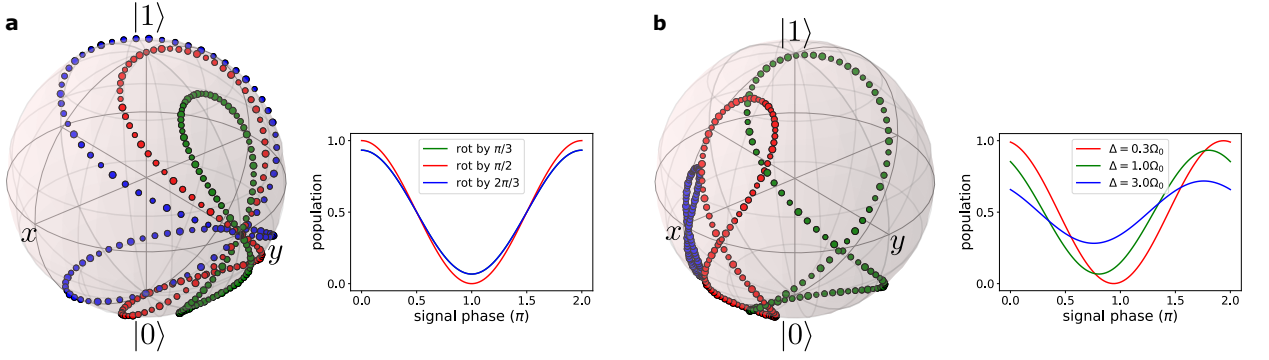 a
|1⟩
x
y
|0⟩
population
1.0
0.5
0.0
rot by π/3
rot by π/2
rot by 2π/3
0.0 0.5 1.0 1.5 2.0
signal phase (π)
b
|1⟩
x
y
|0⟩
population
1.0
0.5
0.0
Δ = 0.3Ω₀
Δ = 1.0Ω₀
Δ = 3.0Ω₀
0.0 0.5 1.0 1.5 2.0
signal phase (π)